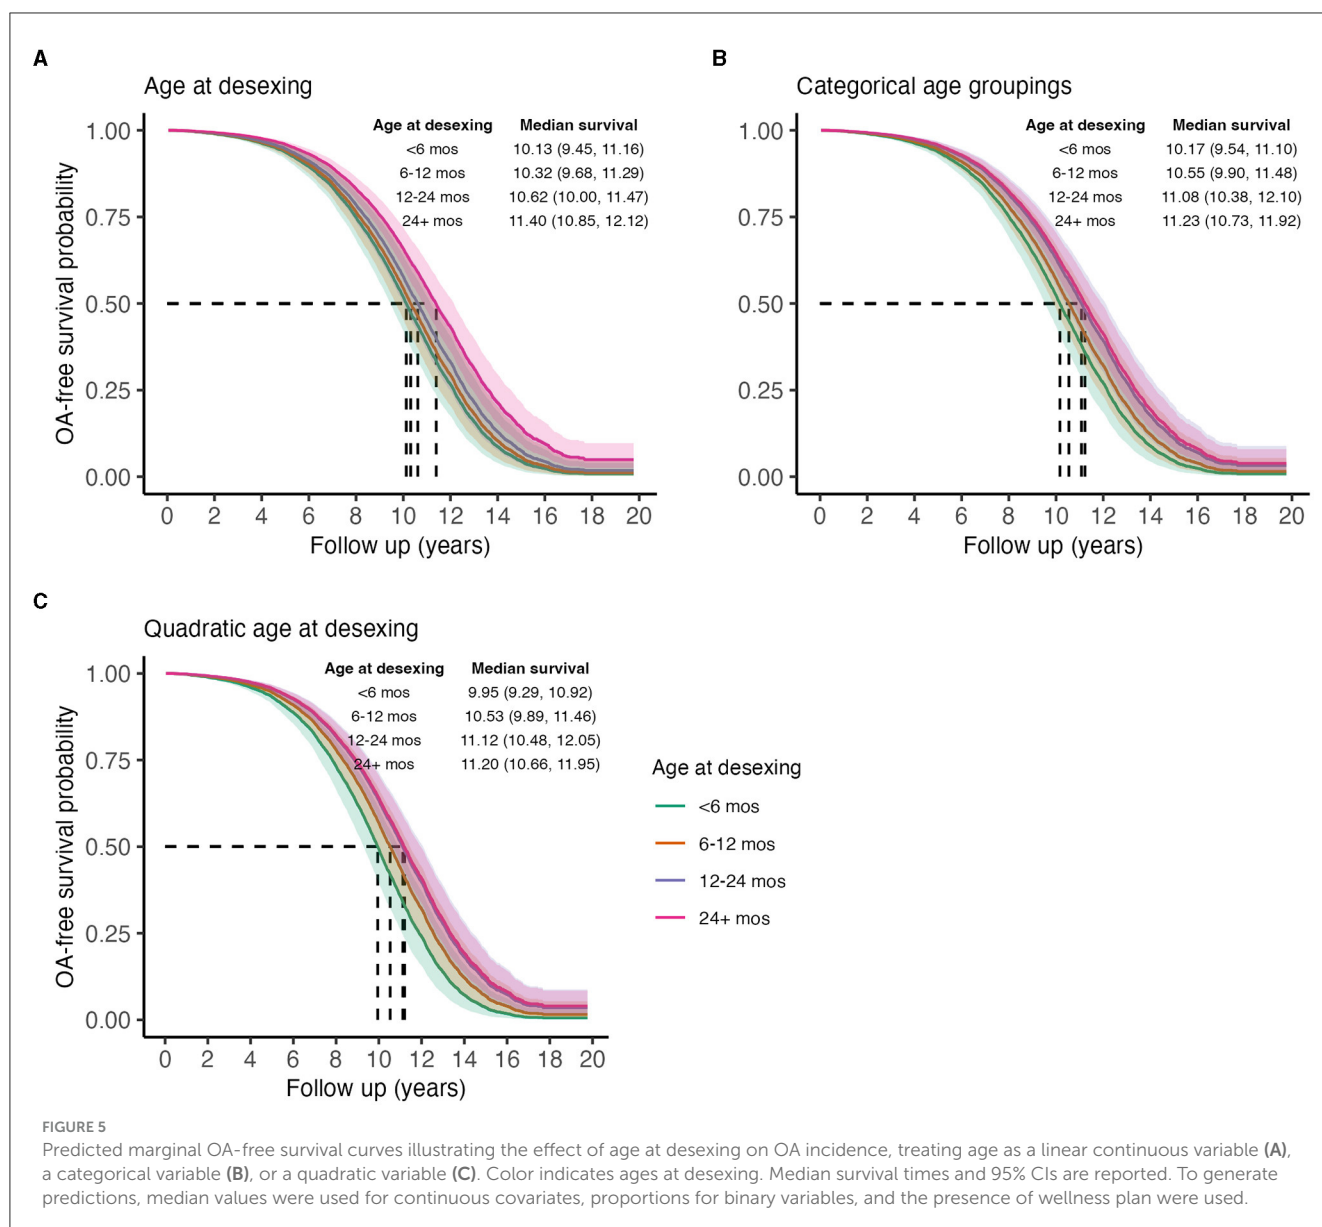 A
Age at desexing
Age at desexing Median survival
<6 mos 10.13 (9.45, 11.16)
6-12 mos 10.32 (9.68, 11.29)
12-24 mos 10.62 (10.00, 11.47)
24+ mos 11.40 (10.85, 12.12)
OA-free survival probability
1.00
0.75
0.50
0.25
0.00
0 2 4 6 8 10 12 14 16 18 20
Follow up (years)
B
Categorical age groupings
Age at desexing Median survival
<6 mos 10.17 (9.54, 11.10)
6-12 mos 10.55 (9.90, 11.48)
12-24 mos 11.08 (10.38, 12.10)
24+ mos 11.23 (10.73, 11.92)
OA-free survival probability
1.00
0.75
0.50
0.25
0.00
0 2 4 6 8 10 12 14 16 18 20
Follow up (years)
C
Quadratic age at desexing
Age at desexing Median survival
<6 mos 9.95 (9.29, 10.92)
6-12 mos 10.53 (9.89, 11.46)
12-24 mos 11.12 (10.48, 12.05)
24+ mos 11.20 (10.66, 11.95)
OA-free survival probability
1.00
0.75
0.50
0.25
0.00
0 2 4 6 8 10 12 14 16 18 20
Follow up (years)
Age at desexing
<6 mos
6-12 mos
12-24 mos
24+ mos
FIGURE 5
Predicted marginal OA-free survival curves illustrating the effect of age at desexing on OA incidence, treating age as a linear continuous variable (A),
a categorical variable (B), or a quadratic variable (C). Color indicates ages at desexing. Median survival times and 95% CIs are reported. To generate
predictions, median values were used for continuous covariates, proportions for binary variables, and the presence of wellness plan were used.